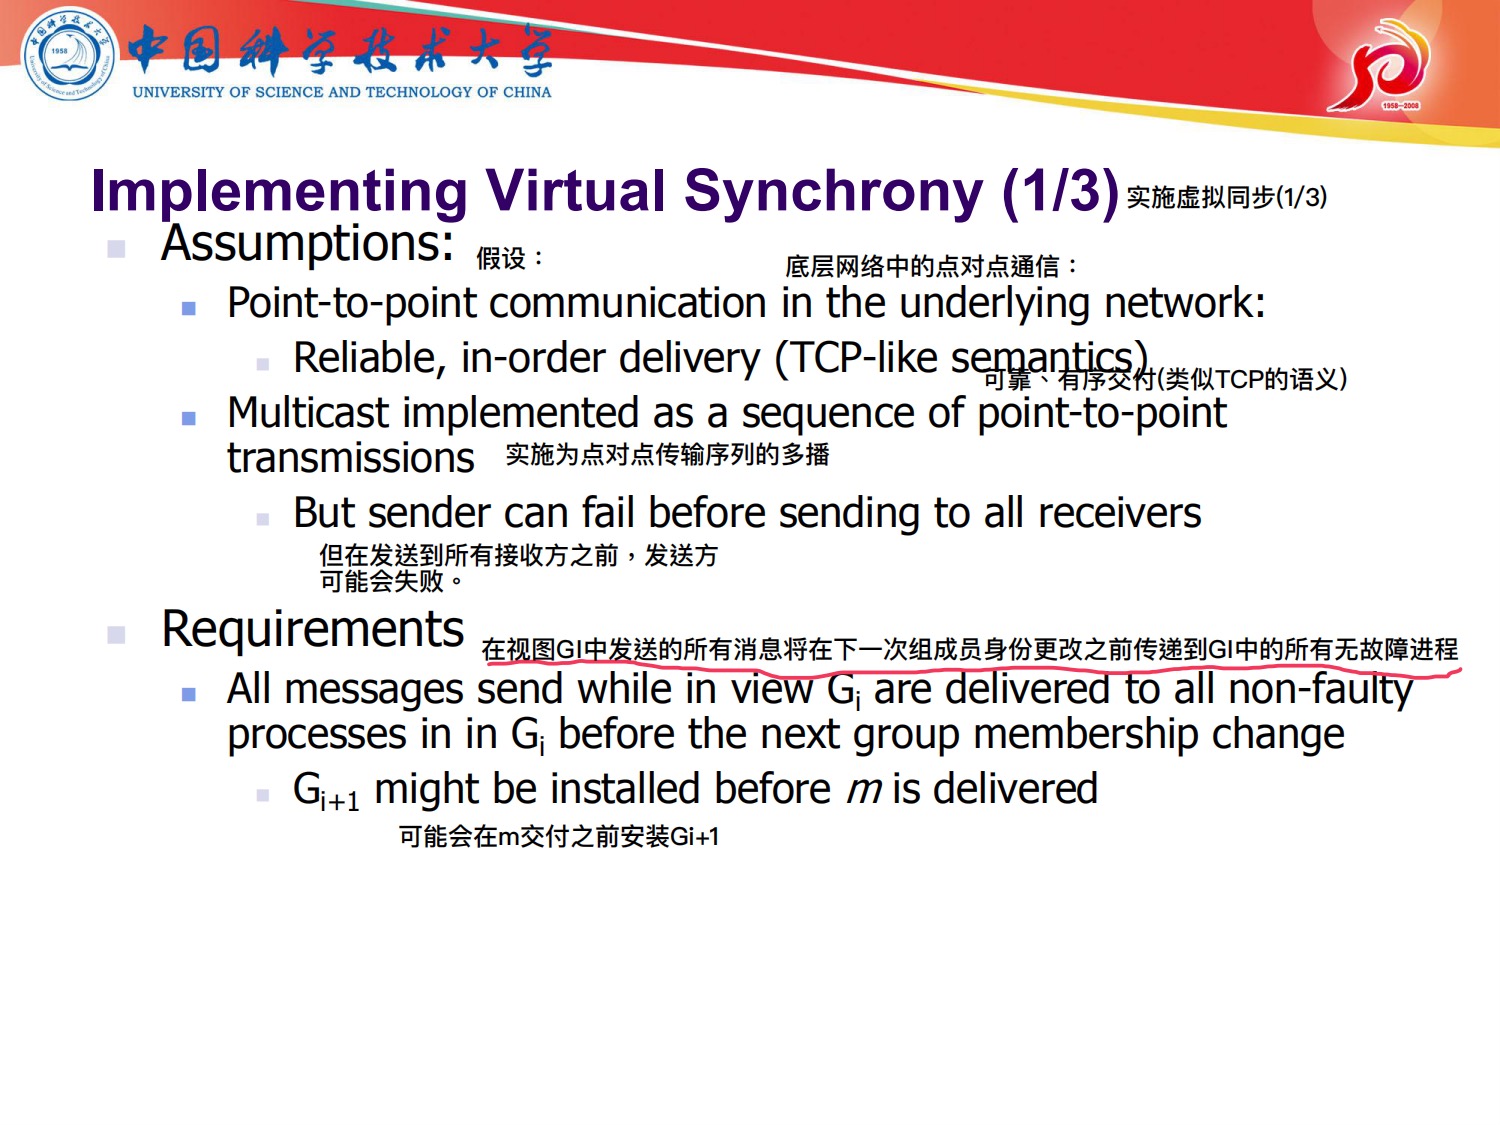 中国科学技术大学
UNIVERSITY OF SCIENCE AND TECHNOLOGY OF CHINA
1958
1958—2008
Implementing Virtual Synchrony (1/3) 实施虚拟同步(1/3)
Assumptions: 假设：
底层网络中的点对点通信：
Point-to-point communication in the underlying network:
Reliable, in-order delivery (TCP-like semantics)
可靠、有序交付(类似TCP的语义)
Multicast implemented as a sequence of point-to-point
transmissions 实施为点对点传输序列的多播
But sender can fail before sending to all receivers
但在发送到所有接收方之前，发送方
可能会失败。
Requirements 在视图GI中发送的所有消息将在下一次组成员身份更改之前传递到GI中的所有无故障进程
All messages send while in view Gi are delivered to all non-faulty
processes in in Gi before the next group membership change
Gi+1 might be installed before m is delivered
可能会在m交付之前安装Gi+1